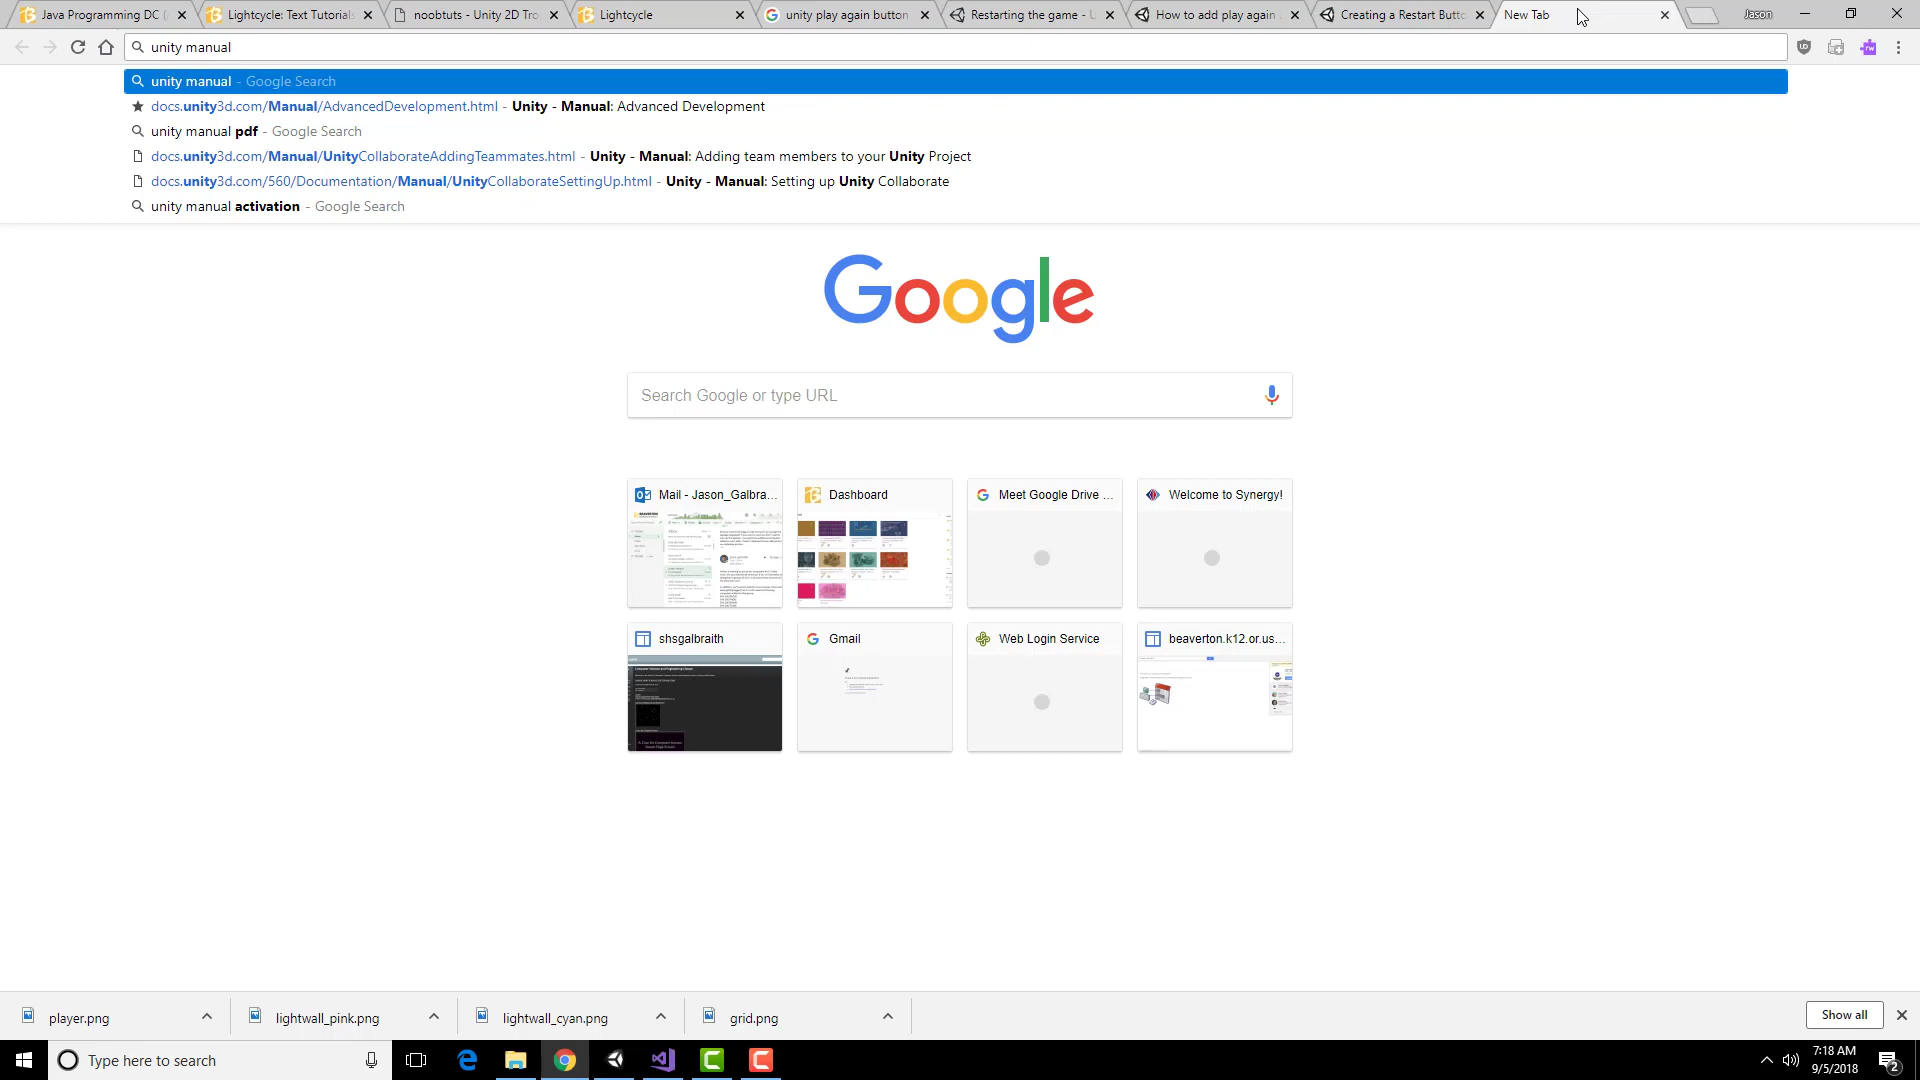 Java Programming DC (
Lightcycle: Text Tutorials
noobtuts - Unity 2D Tro
Lightcycle
unity play again button
Restarting the game - U
How to add play again
Creating a Restart Butto
New Tab
Jason
unity manual
unity manual - Google Search
docs.unity3d.com/Manual/AdvancedDevelopment.html - Unity - Manual: Advanced Development
unity manual pdf - Google Search
docs.unity3d.com/Manual/UnityCollaborateAddingTeammates.html - Unity - Manual: Adding team members to your Unity Project
docs.unity3d.com/560/Documentation/Manual/UnityCollaborateSettingUp.html - Unity - Manual: Setting up Unity Collaborate
unity manual activation - Google Search
Google
Search Google or type URL
Mail - Jason_Galbra...
Dashboard
Meet Google Drive ...
Welcome to Synergy!
shsgalbraith
Gmail
Web Login Service
beaverton.k12.or.us...
player.png
lightwall_pink.png
lightwall_cyan.png
grid.png
Show all
Type here to search
7:18 AM
9/5/2018
2